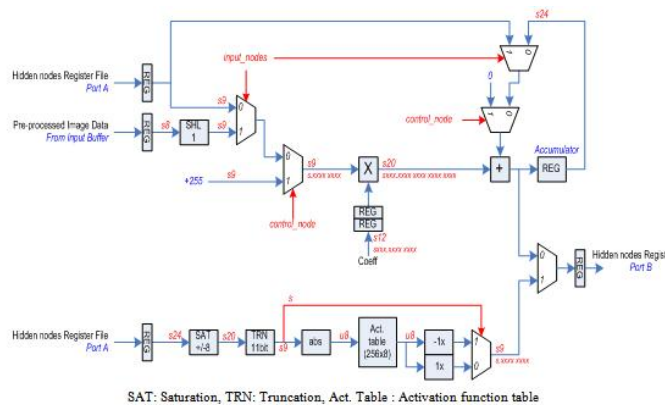 s24
Hidden nodes Register File
Port A
REG
input_nodes
1
0
s9
0
Pre-processed Image Data
From Input Buffer
REG
s8
SHL
1
s9
0
1
control_node
1
0
Accumulator
+255
s9
0
1
s9
s.xxxx xxxx
X
s20
+
REG
control_node
REG
REG
s12
Coeff
Hidden nodes Regist
Port B
0
1
REG
s
Hidden nodes Register File
Port A
REG
s24
SAT
+/-8
s20
TRN
11bit
s9
abs
u8
Act.
table
(256x8)
u8
-1x
1x
1
0
s9
s.xxxx xxxx
SAT: Saturation, TRN: Truncation, Act. Table : Activation function table